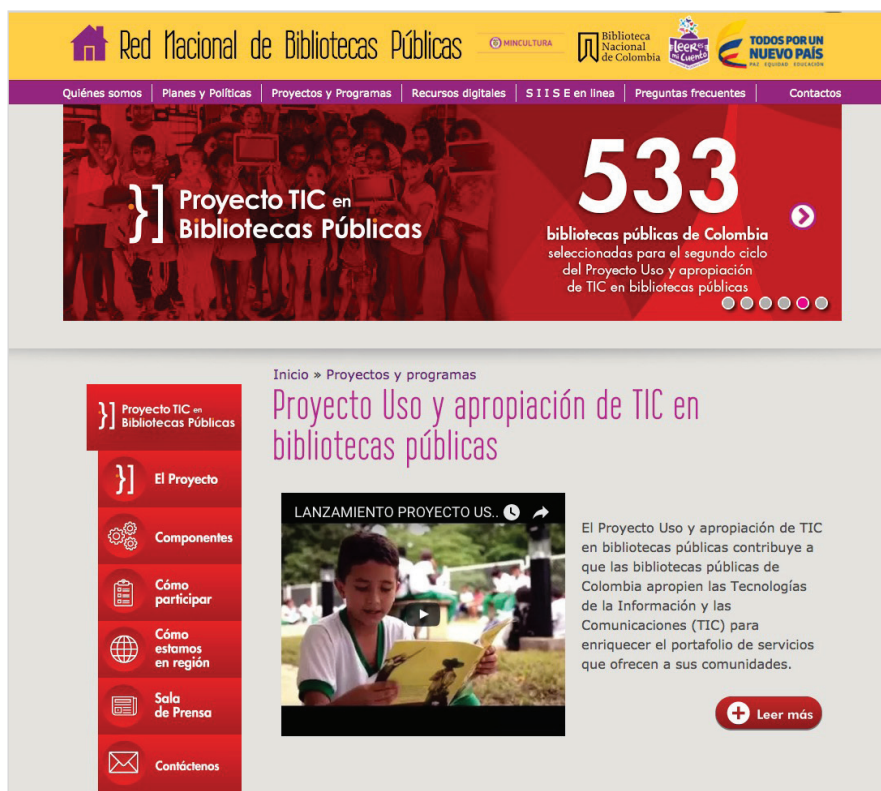 Red Nacional de Bibliotecas Públicas
MINCULTURA
Biblioteca
Nacional
de Colombia
leer es
mi cuento
TODOS POR UN
NUEVO PAÍS
PAZ EQUIDAD EDUCACIÓN
Quiénes somos
Planes y Políticas
Proyectos y Programas
Recursos digitales
S I I S E en linea
Preguntas frecuentes
Contactos
}] Proyecto TIC en
Bibliotecas Públicas
533
bibliotecas públicas de Colombia
seleccionadas para el segundo ciclo
del Proyecto Uso y apropiación
de TIC en bibliotecas públicas
Inicio » Proyectos y programas
Proyecto Uso y apropiación de TIC en
bibliotecas públicas
}] Proyecto TIC en
Bibliotecas Públicas
}] El Proyecto
Componentes
Cómo
participar
Cómo
estamos
en región
Sala
de Prensa
Contáctenos
LANZAMIENTO PROYECTO US..
El Proyecto Uso y apropiación de TIC
en bibliotecas públicas contribuye a
que las bibliotecas públicas de
Colombia apropien las Tecnologías
de la Información y las
Comunicaciones (TIC) para
enriquecer el portafolio de servicios
que ofrecen a sus comunidades.
Leer más